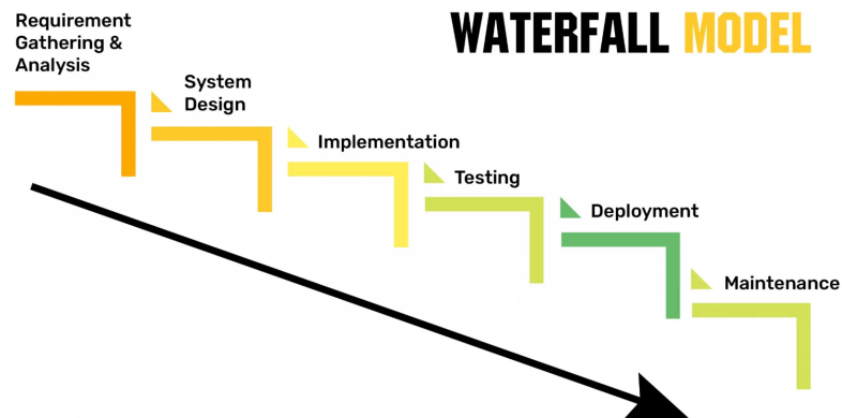 WATERFALL MODEL
Requirement
Gathering &
Analysis
System
Design
Implementation
Testing
Deployment
Maintenance